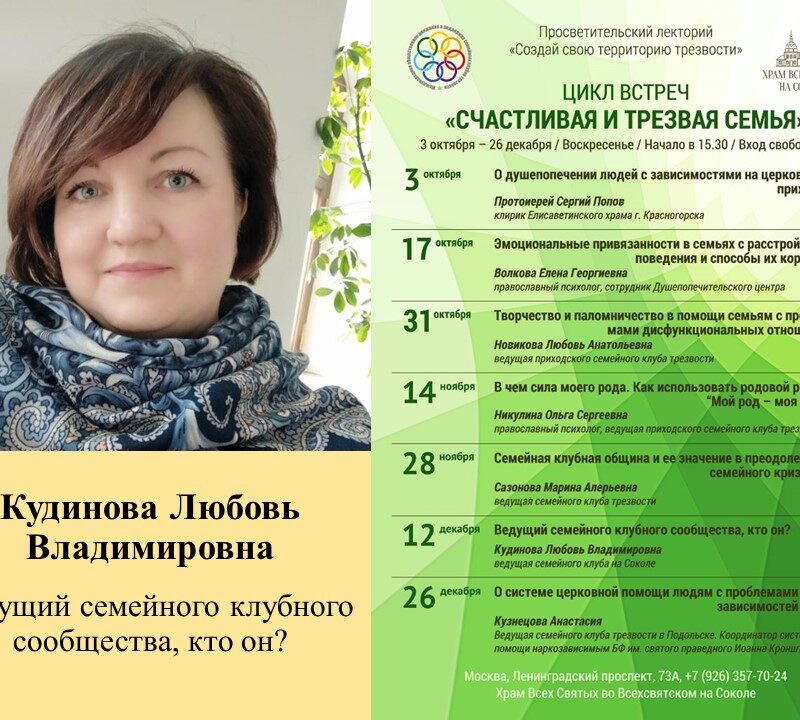 Кудинова Любовь
Владимировна
ущий семейного клубного
сообщества, кто он?
Просветительский лекторий
«Создай свою территорию трезвости»
ХРАМ ВСЕ
НА СО
ЦИКЛ ВСТРЕЧ
«СЧАСТЛИВАЯ И ТРЕЗВАЯ СЕМЬЯ»
3 октября – 26 декабря / Воскресенье / Начало в 15.30 / Вход свобо
3 октября
О душепопечении людей с зависимостями на церков
прих
Протоиерей Сергий Попов
клирик Елисаветинского храма г. Красногорска
17 октября
Эмоциональные привязанности в семьях с расстрой
поведения и способы их кор
Волкова Елена Георгиевна
православный психолог, сотрудник Душепопечительского центра
31 октября
Творчество и паломничество в помощи семьям с про
мами дисфункциональных отнош
Новикова Любовь Анатольевна
ведущая приходского семейного клуба трезвости
14 ноября
В чем сила моего рода. Как использовать родовой р
“Мой род – моя
Никулина Ольга Сергеевна
православный психолог, ведущая приходского семейного клуба трез
28 ноября
Семейная клубная община и ее значение в преодоле
семейного криз
Сазонова Марина Алерьевна
ведущая семейного клуба трезвости
12 декабря
Ведущий семейного клубного сообщества, кто он?
Кудинова Любовь Владимировна
ведущая семейного клуба на Соколе
26 декабря
О системе церковной помощи людям с проблемами
зависимостей
Кузнецова Анастасия
Ведущая семейного клуба трезвости в Подольске. Координатор сист
помощи наркозависимым БФ им. святого праведного Иоанна Кроншт
Москва, Ленинградский проспект, 73А, +7 (926) 357-70-24
Храм Всех Святых во Всехсвятском на Соколе